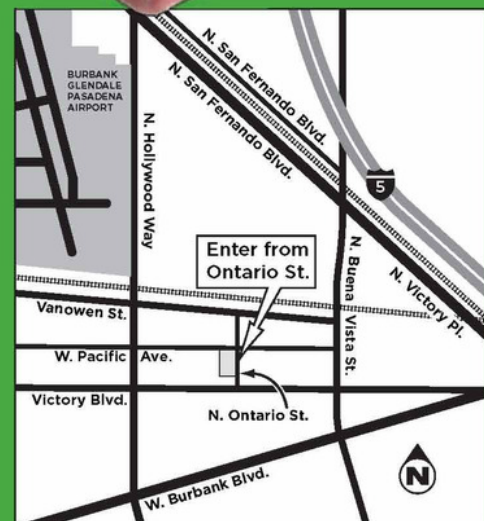 N. San Fernando Blvd.
N. San Fernando Blvd.
BURBANK
GLENDALE
PASADENA
AIRPORT
N. Hollywood Way
5
Enter from
Ontario St.
N. Buena Vista St.
N. Victory Pl.
Vanowen St.
W. Pacific Ave.
Victory Blvd.
N. Ontario St.
W. Burbank Blvd.
N